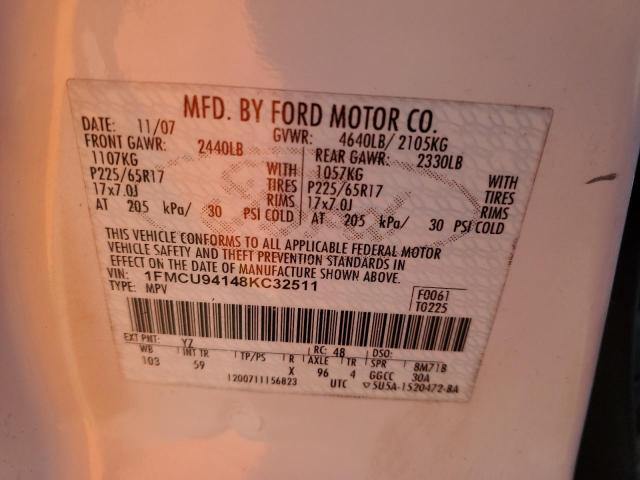 MFD. BY FORD MOTOR CO.
DATE: 11/07 GVWR: 4640LB/ 2105KG
FRONT GAWR: 2440LB REAR GAWR: 2330LB
1107KG WITH 1057KG WITH
P225/65R17 TIRES P225/65R17 TIRES
17x7.0J RIMS 17x7.0J RIMS
AT 205 kPa/ 30 PSI COLD AT 205 kPa/ 30 PSI COLD
THIS VEHICLE CONFORMS TO ALL APPLICABLE FEDERAL MOTOR
VEHICLE SAFETY AND THEFT PREVENTION STANDARDS IN
EFFECT ON THE DATE OF MANUFACTURE SHOWN ABOVE.
VIN: 1FMCU94148KC32511
TYPE: MPV
F0061
T0225
EXT PNT: YZ RC: 48 DSO:
WB INT TR TP/PS R AXLE TR SPR 8M718
103 59 X 96 4 GGCC 30A
1200711156823 UTC ▽5U5A-1520472-BA